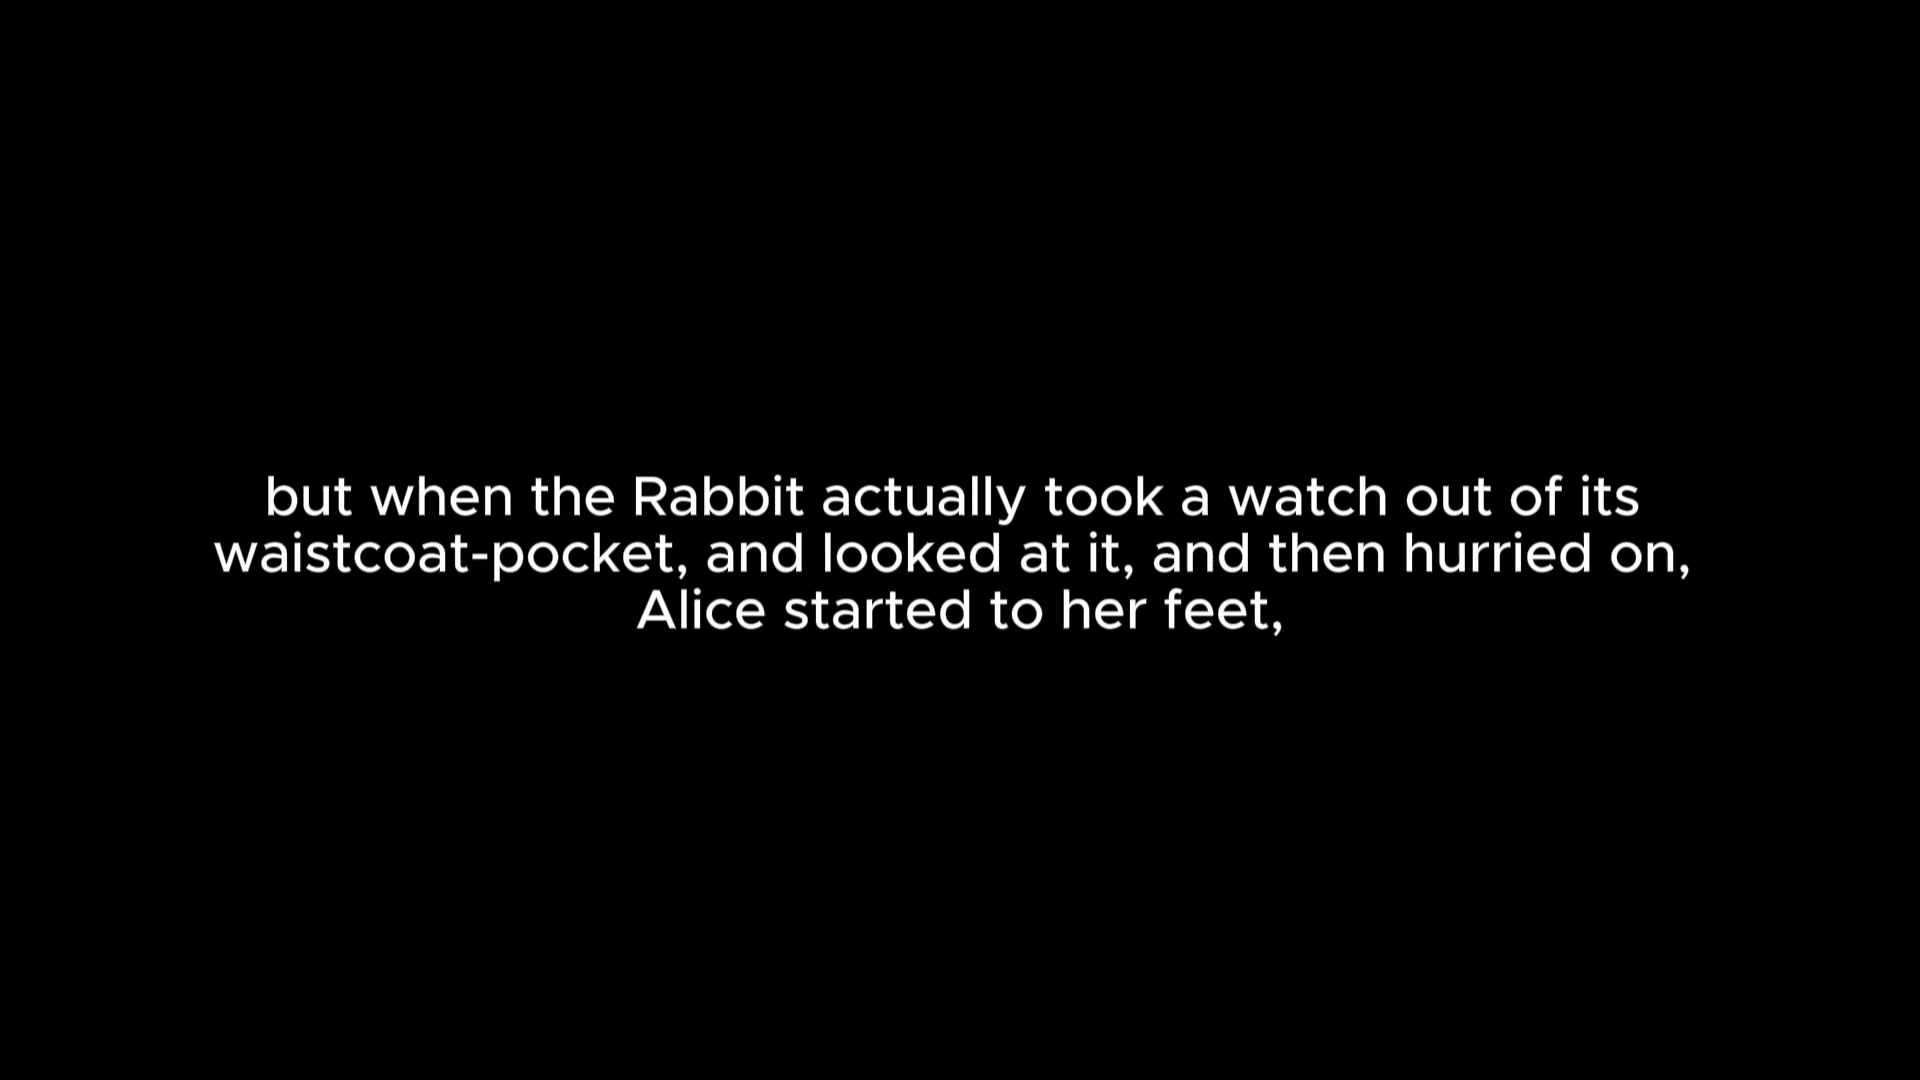 but when the Rabbit actually took a watch out of its
waistcoat-pocket, and looked at it, and then hurried on,
Alice started to her feet,